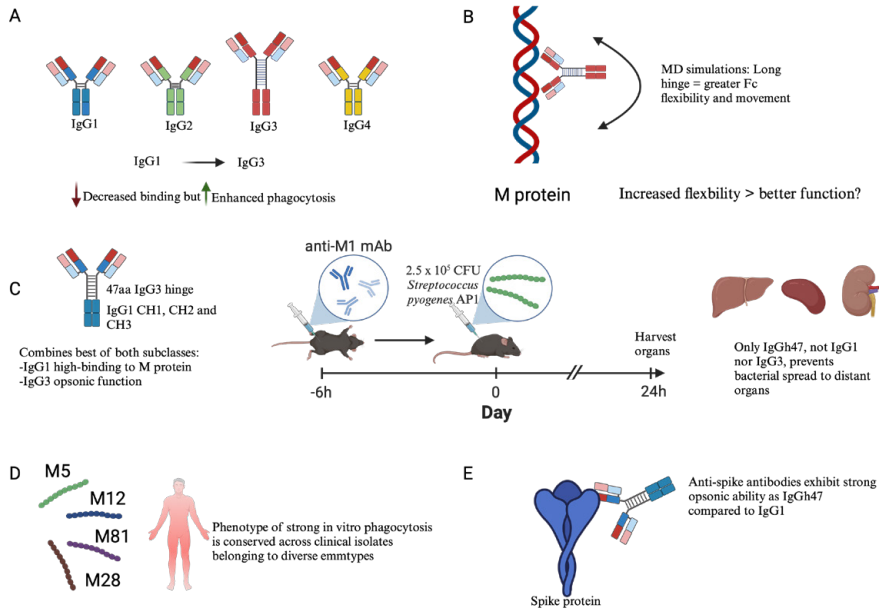 A
IgG1
IgG2
IgG3
IgG4
IgG1
IgG3
Decreased binding but
Enhanced phagocytosis
B
MD simulations: Long
hinge = greater Fc
flexibility and movement
M protein
Increased flexbility > better function?
C
47aa IgG3 hinge
IgG1 CH1, CH2 and
CH3
Combines best of both subclasses:
-IgG1 high-binding to M protein
-IgG3 opsonic function
anti-M1 mAb
2.5 x 10⁵ CFU
Streptococcus
pyogenes AP1
Harvest
organs
-6h
0
24h
Day
Only IgGh47, not IgG1
nor IgG3, prevents
bacterial spread to distant
organs
D
M5
M12
M81
M28
Phenotype of strong in vitro phagocytosis
is conserved across clinical isolates
belonging to diverse emmtypes
E
Anti-spike antibodies exhibit strong
opsonic ability as IgGh47
compared to IgG1
Spike protein